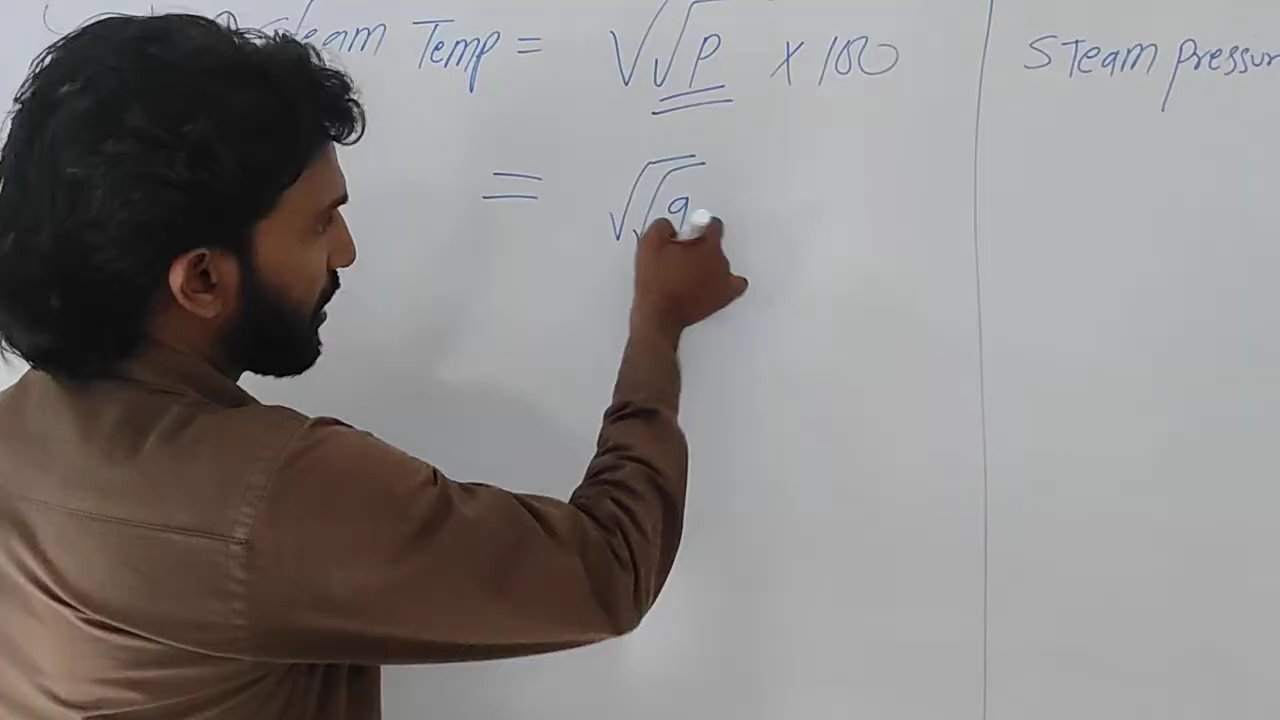 steam Temp = √√P × 100
= √√9
Steam pressur